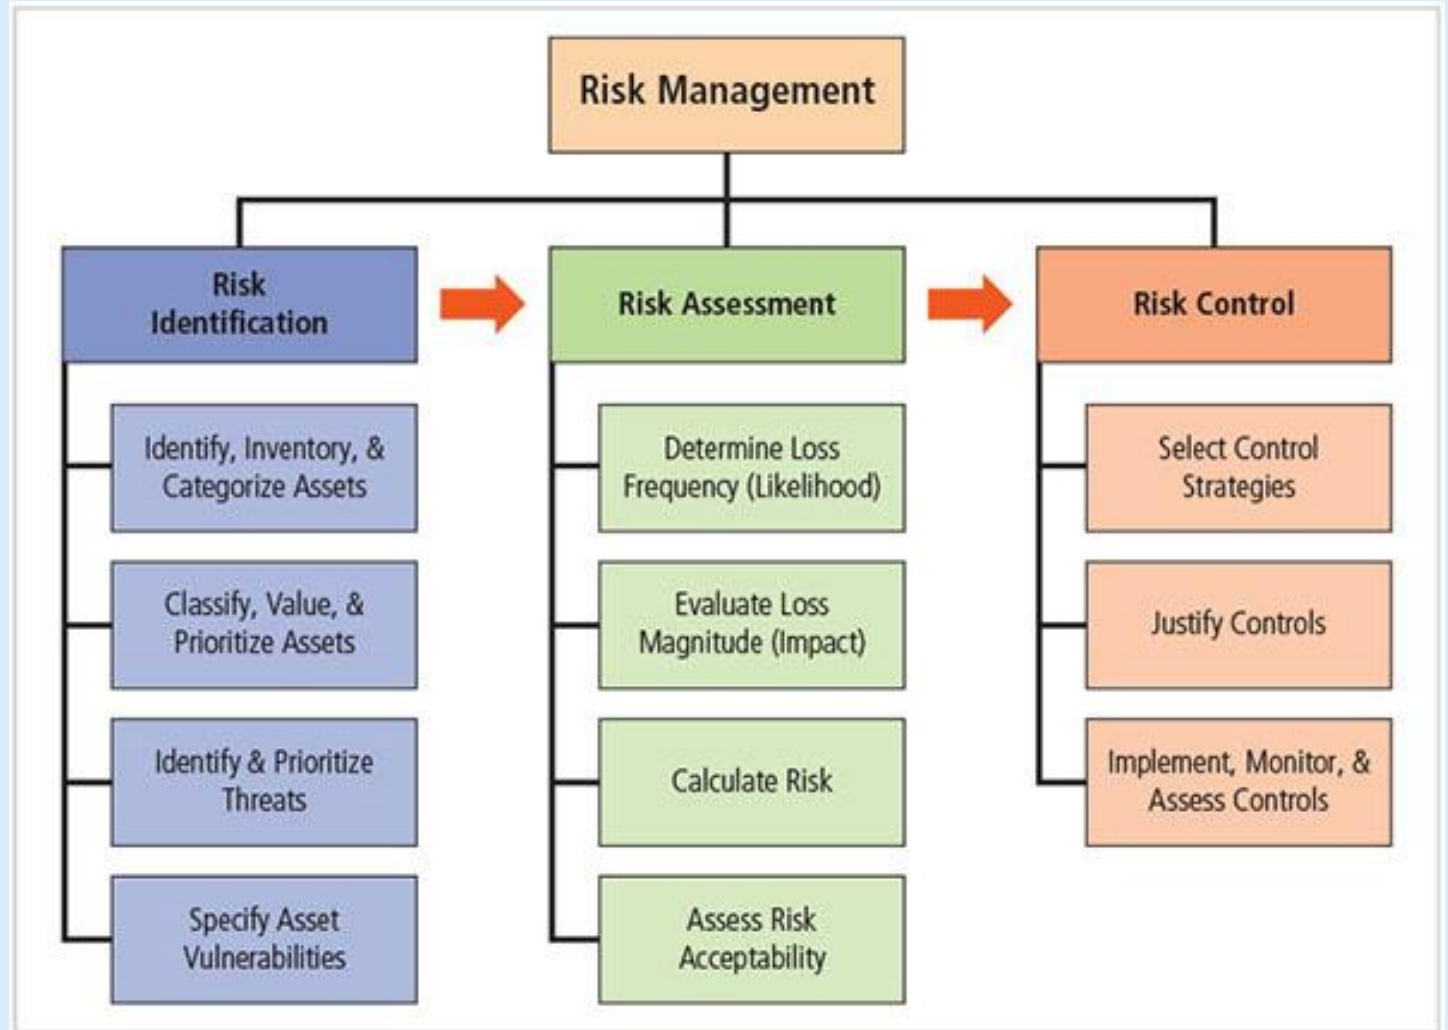 Risk Management
Risk
Identification
Identify, Inventory, &
Categorize Assets
Classify, Value, &
Prioritize Assets
Identify & Prioritize
Threats
Specify Asset
Vulnerabilities
Risk Assessment
Determine Loss
Frequency (Likelihood)
Evaluate Loss
Magnitude (Impact)
Calculate Risk
Assess Risk
Acceptability
Risk Control
Select Control
Strategies
Justify Controls
Implement, Monitor, &
Assess Controls